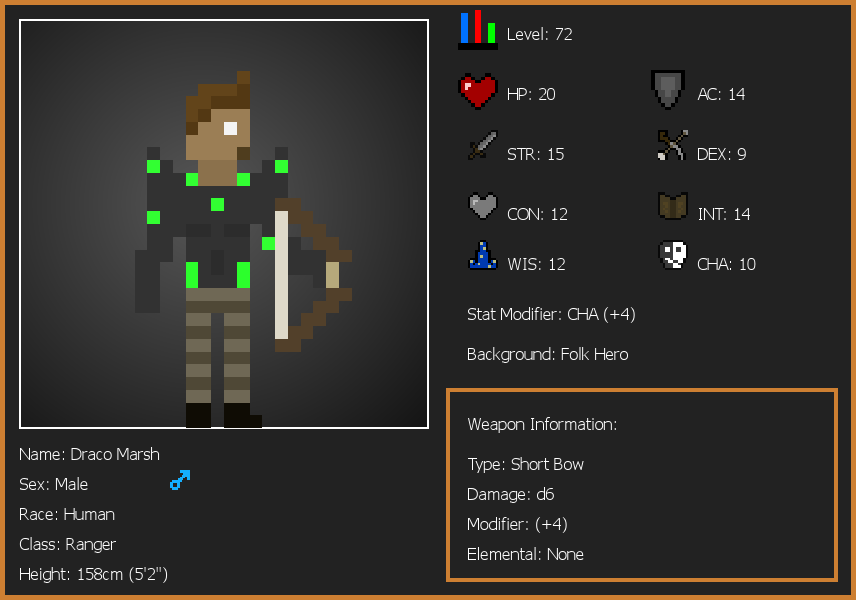 Level: 72
HP: 20
AC: 14
STR: 15
DEX: 9
CON: 12
INT: 14
WIS: 12
CHA: 10
Stat Modifier: CHA (+4)
Background: Folk Hero
Weapon Information:
Type: Short Bow
Damage: d6
Modifier: (+4)
Elemental: None
Name: Draco Marsh
Sex: Male
Race: Human
Class: Ranger
Height: 158cm (5'2")